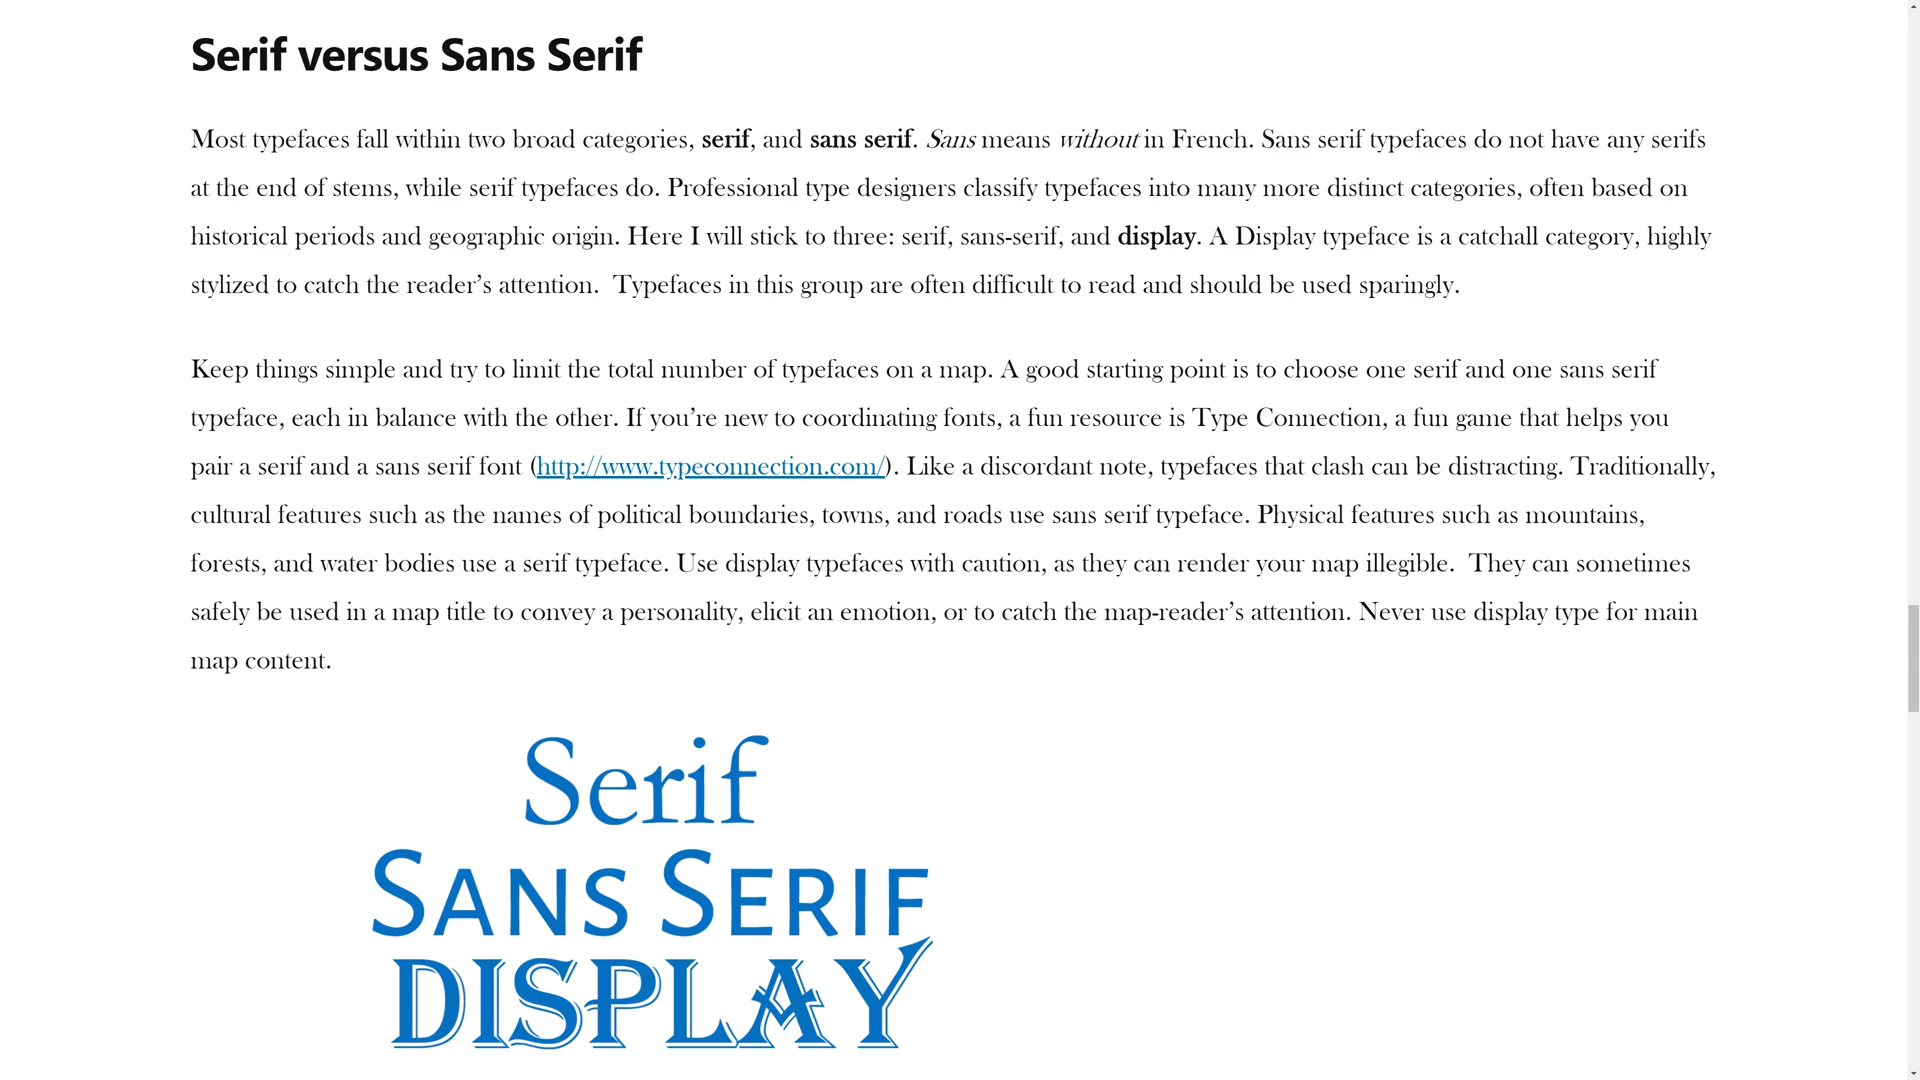 Serif versus Sans Serif
Most typefaces fall within two broad categories, serif, and sans serif. Sans means without in French. Sans serif typefaces do not have any serifs
at the end of stems, while serif typefaces do. Professional type designers classify typefaces into many more distinct categories, often based on
historical periods and geographic origin. Here I will stick to three: serif, sans-serif, and display. A Display typeface is a catchall category, highly
stylized to catch the reader’s attention.  Typefaces in this group are often difficult to read and should be used sparingly.
Keep things simple and try to limit the total number of typefaces on a map. A good starting point is to choose one serif and one sans serif
typeface, each in balance with the other. If you’re new to coordinating fonts, a fun resource is Type Connection, a fun game that helps you
pair a serif and a sans serif font (http://www.typeconnection.com/). Like a discordant note, typefaces that clash can be distracting. Traditionally,
cultural features such as the names of political boundaries, towns, and roads use sans serif typeface. Physical features such as mountains,
forests, and water bodies use a serif typeface. Use display typefaces with caution, as they can render your map illegible.  They can sometimes
safely be used in a map title to convey a personality, elicit an emotion, or to catch the map-reader’s attention. Never use display type for main
map content.
Serif
SANS SERIF
DISPLAY